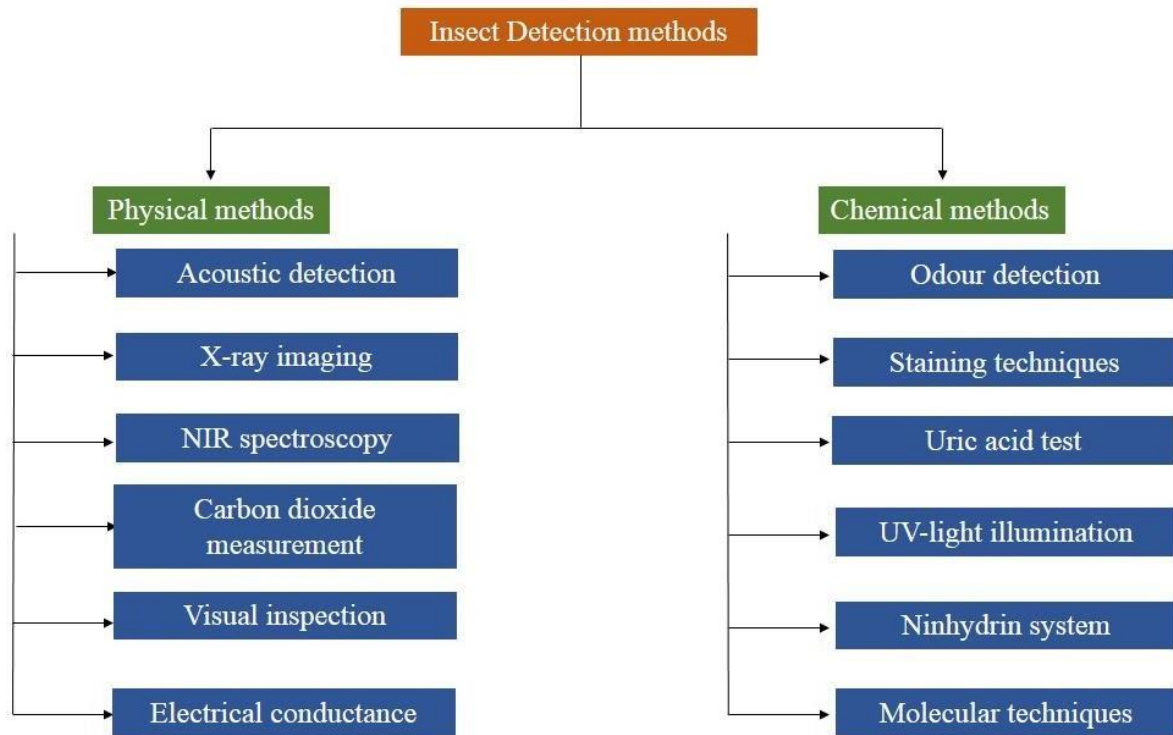 Insect Detection methods
Physical methods
Acoustic detection
X-ray imaging
NIR spectroscopy
Carbon dioxide
measurement
Visual inspection
Electrical conductance
Chemical methods
Odour detection
Staining techniques
Uric acid test
UV-light illumination
Ninhydrin system
Molecular techniques